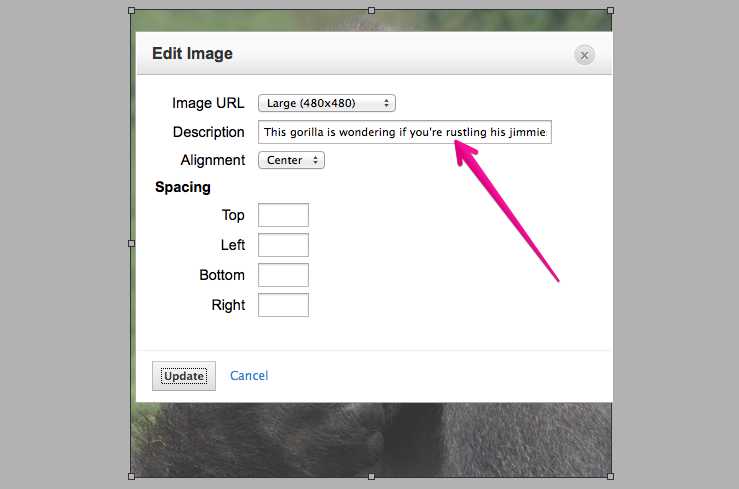 Edit Image
Image URL Large (480x480)
Description This gorilla is wondering if you're rustling his jimmie
Alignment Center
Spacing
Top
Left
Bottom
Right
Update Cancel